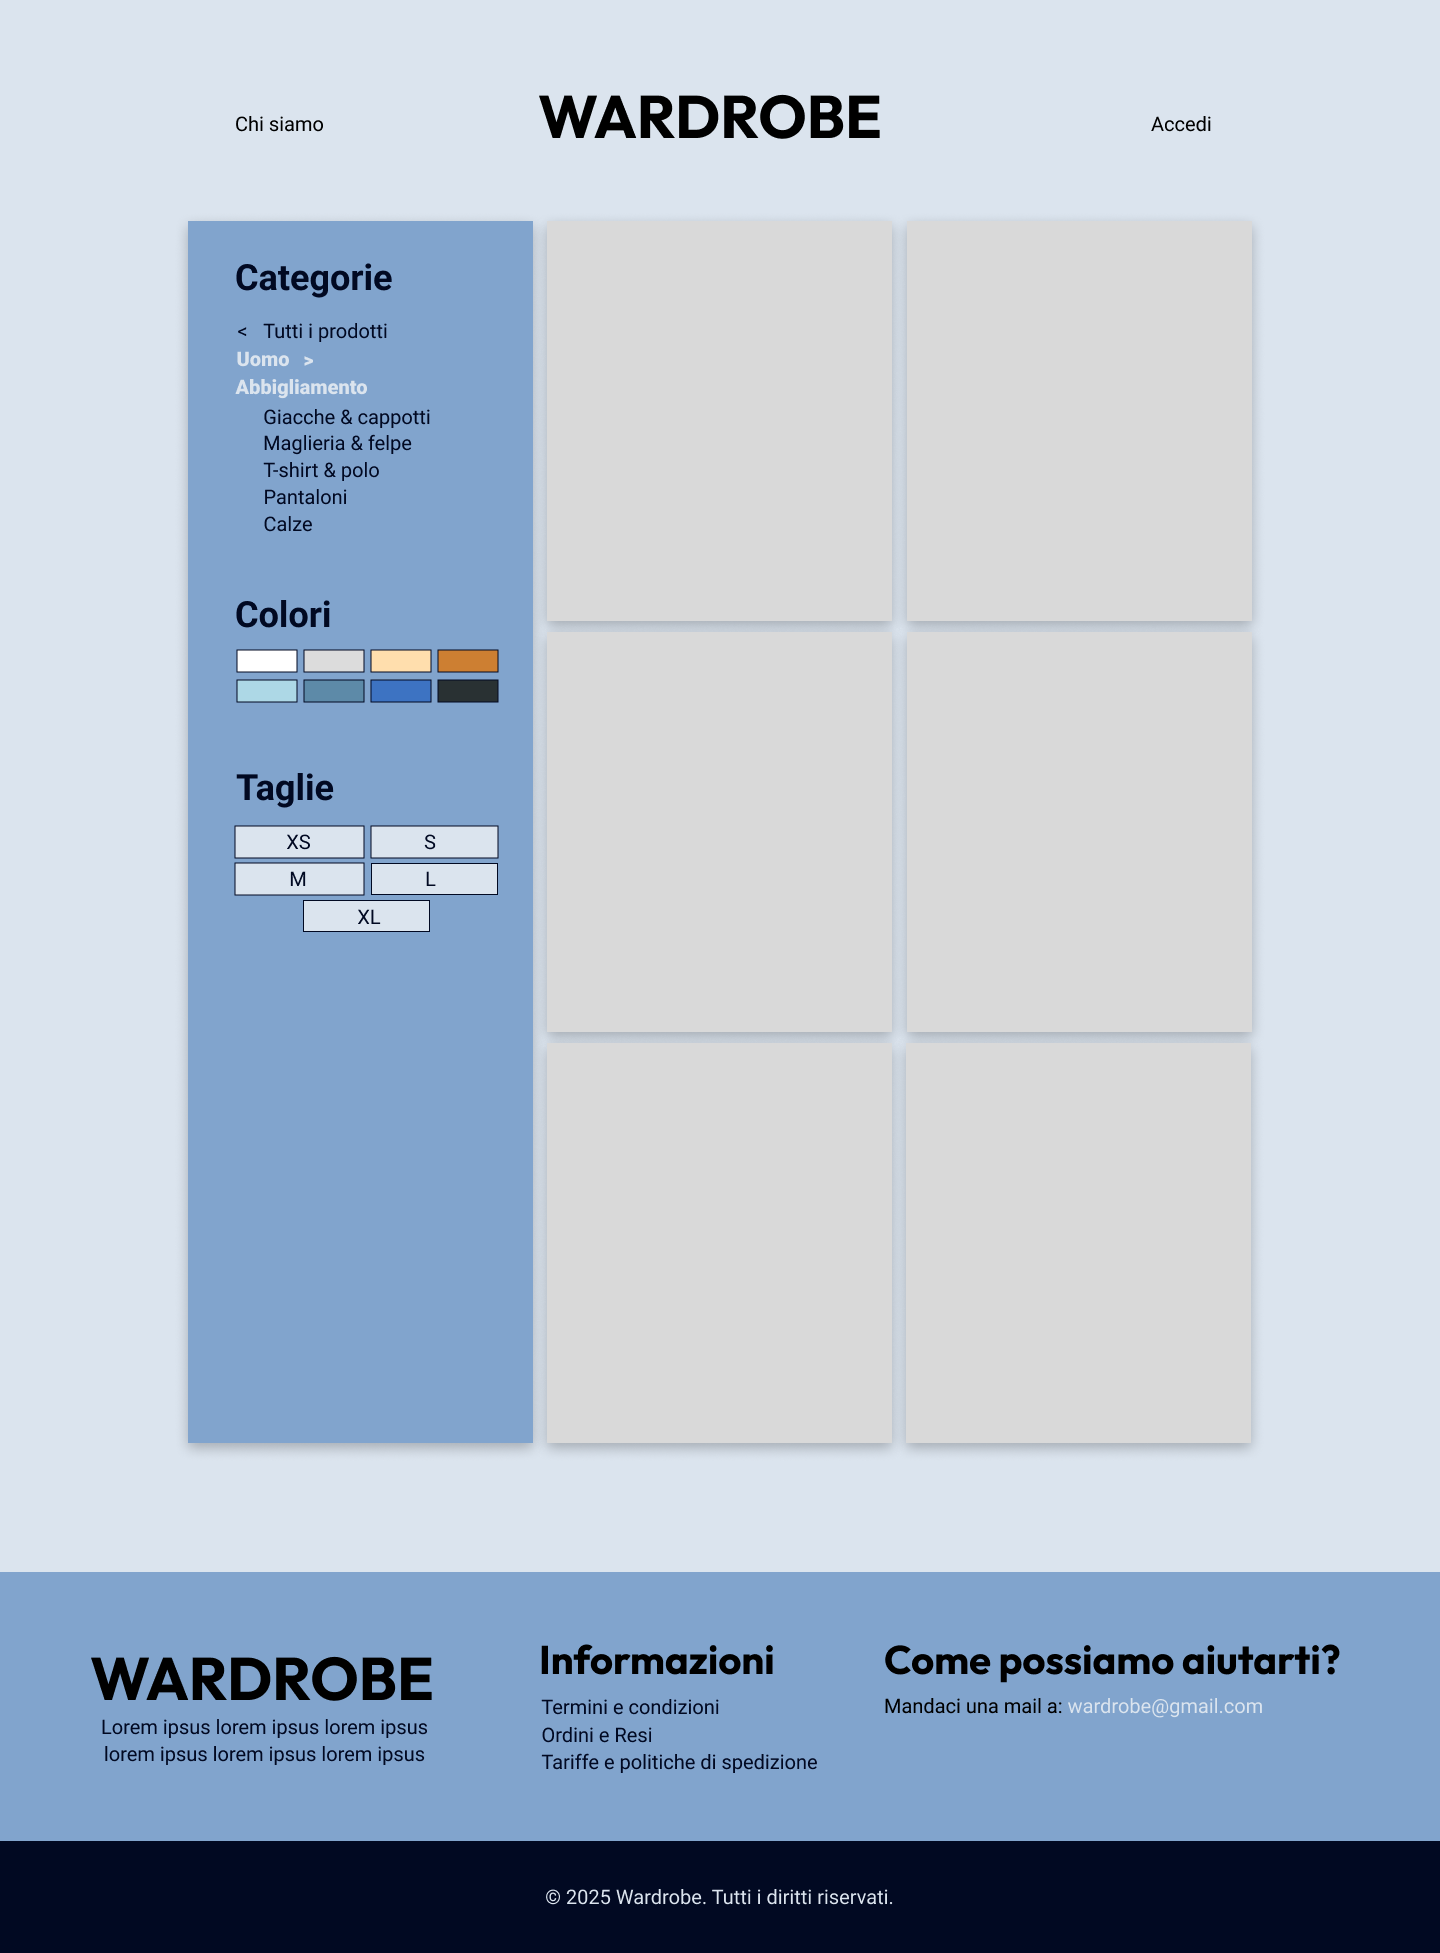 Chi siamo
WARDROBE
Accedi
Categorie
< Tutti i prodotti
Uomo >
Abbigliamento
Giacche & cappotti
Maglieria & felpe
T-shirt & polo
Pantaloni
Calze
Colori
Taglie
XS
S
M
L
XL
WARDROBE
Lorem ipsus lorem ipsus lorem ipsus
lorem ipsus lorem ipsus lorem ipsus
Informazioni
Termini e condizioni
Ordini e Resi
Tariffe e politiche di spedizione
Come possiamo aiutarti?
Mandaci una mail a: wardrobe@gmail.com
© 2025 Wardrobe. Tutti i diritti riservati.